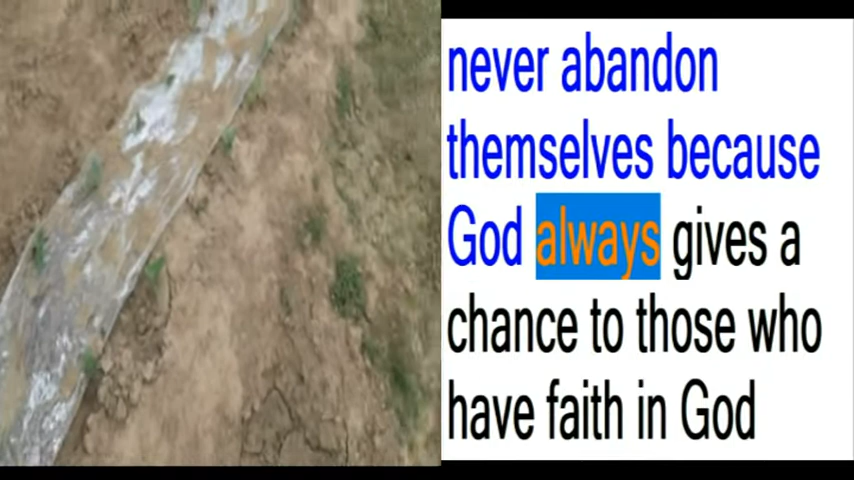 never abandon
themselves because
God always gives a
chance to those who
have faith in God